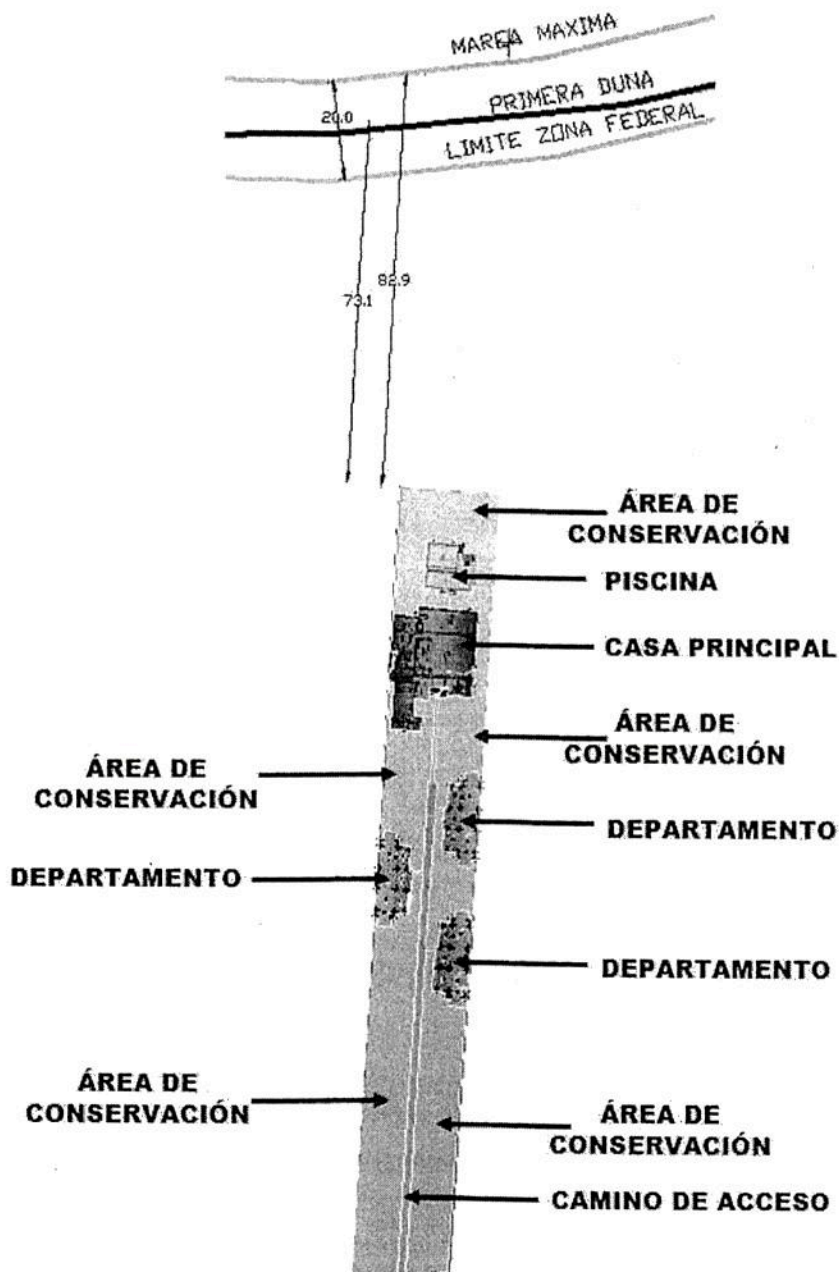 MAREA MAXIMA
PRIMERA DUNA
20.0
LIMITE ZONA FEDERAL
82.9
73.1
ÁREA DE
CONSERVACIÓN
PISCINA
CASA PRINCIPAL
ÁREA DE
CONSERVACIÓN
ÁREA DE
CONSERVACIÓN
DEPARTAMENTO
DEPARTAMENTO
DEPARTAMENTO
ÁREA DE
CONSERVACIÓN
ÁREA DE
CONSERVACIÓN
CAMINO DE ACCESO